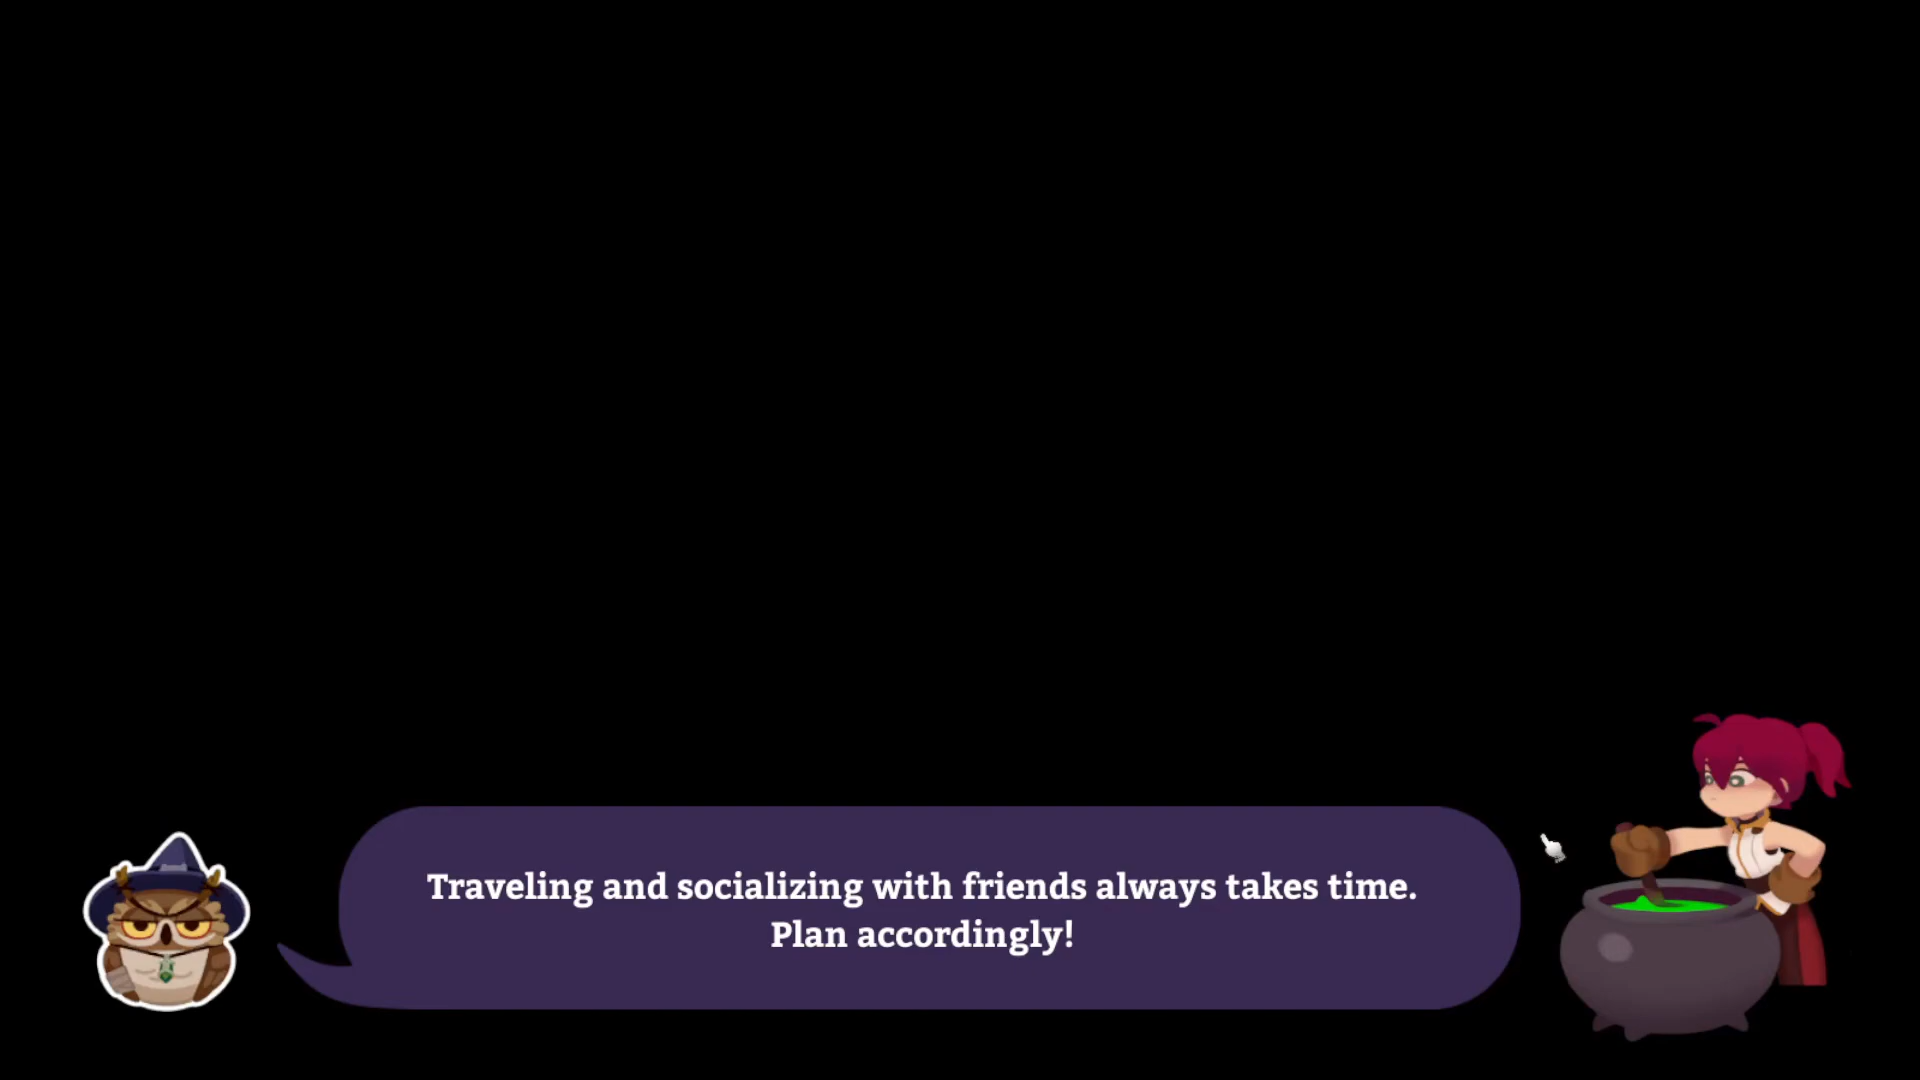 Traveling and socializing with friends always takes time.
Plan accordingly!